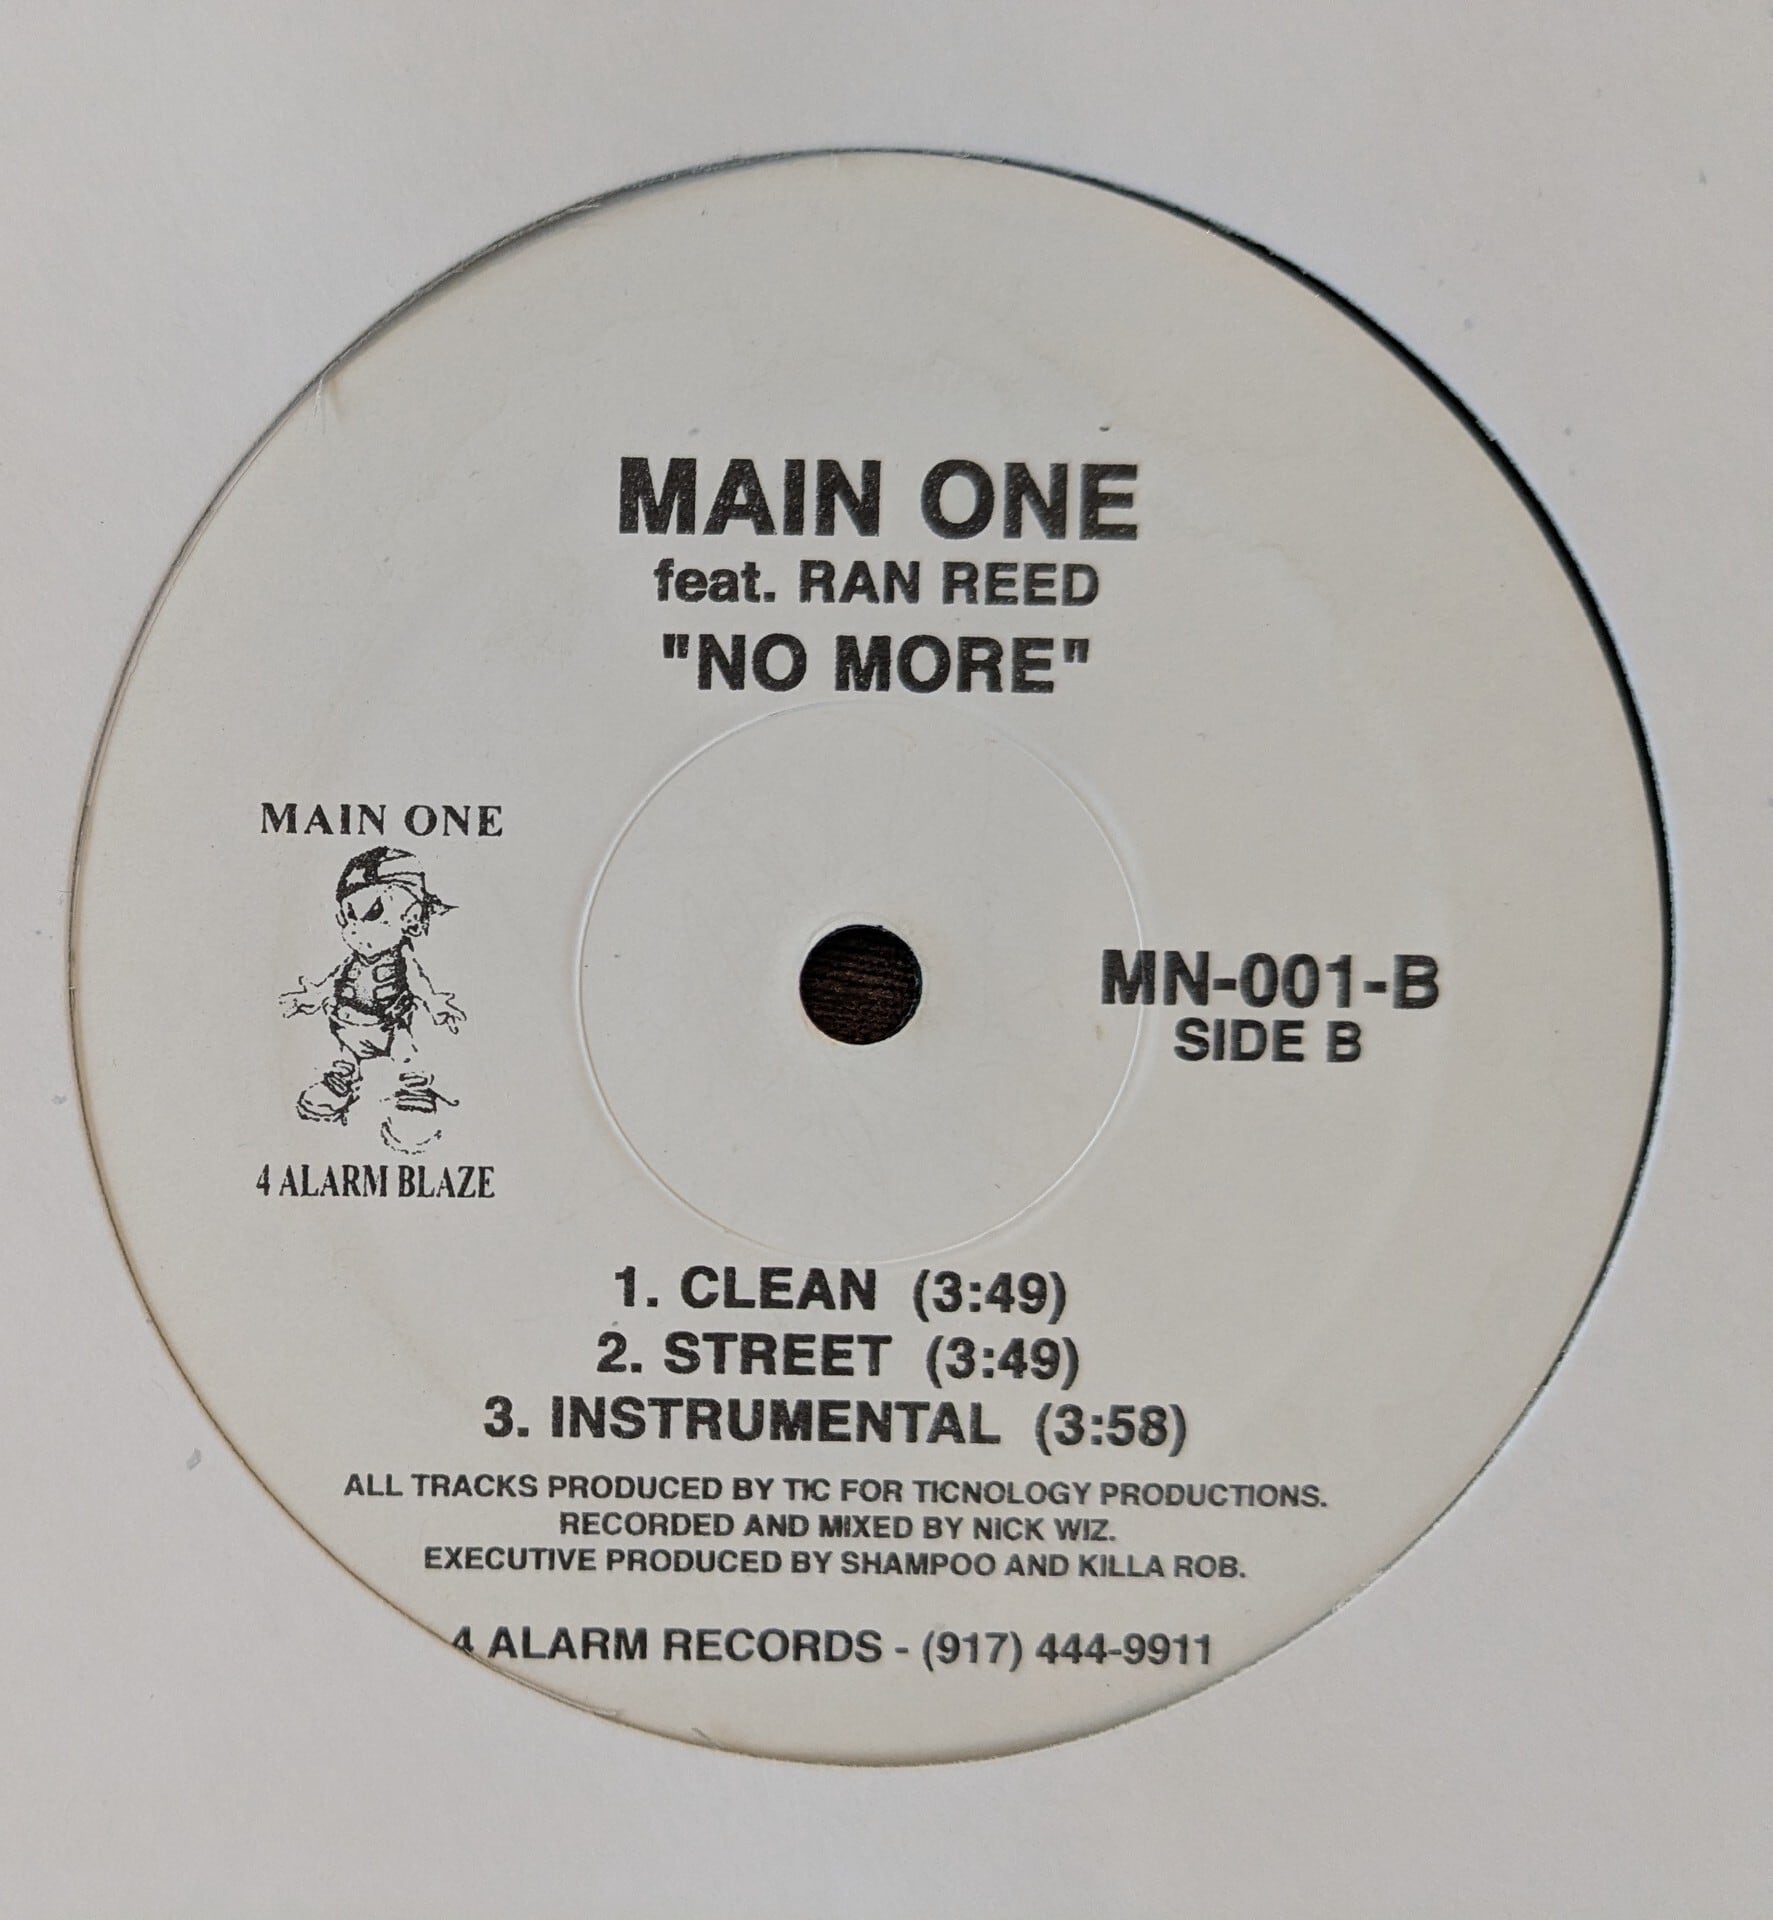 MAIN ONE
feat. RAN REED
"NO MORE"
MAIN ONE
4 ALARM BLAZE
MN-001-B
SIDE B
1. CLEAN (3:49)
2. STREET (3:49)
3. INSTRUMENTAL (3:58)
ALL TRACKS PRODUCED BY TIC FOR TICNOLOGY PRODUCTIONS.
RECORDED AND MIXED BY NICK WIZ.
EXECUTIVE PRODUCED BY SHAMPOO AND KILLA ROB.
4 ALARM RECORDS - (917) 444-9911